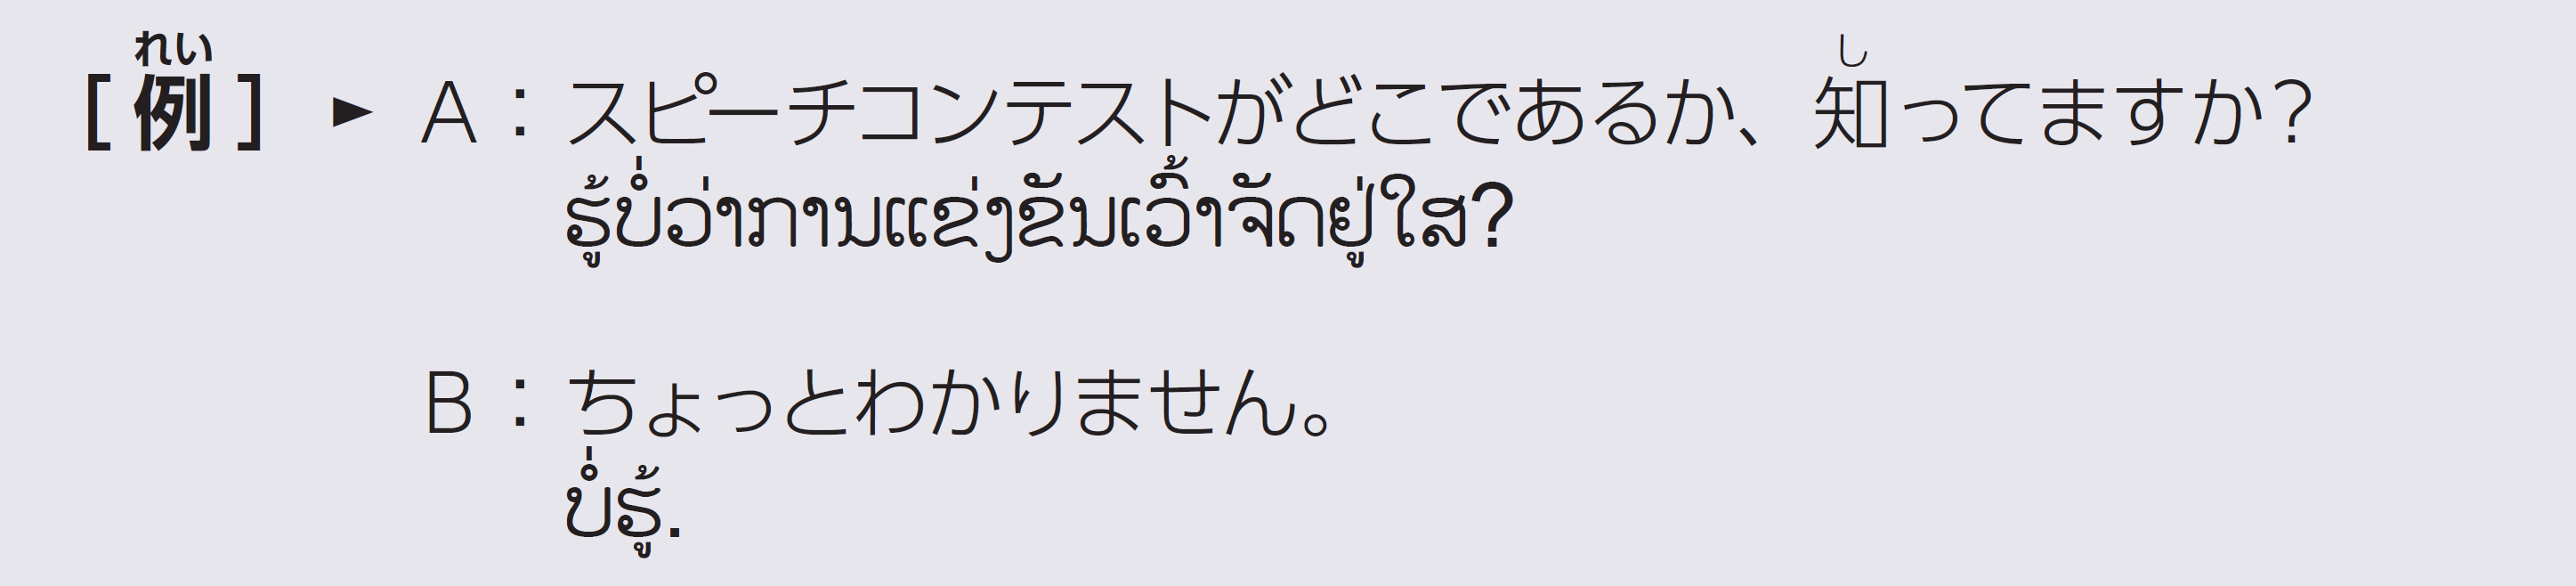 れい
[例] ► A：スピーチコンテストがどこであるか、知ってますか？
し
ຮູ້ບໍ່ວ່າການແຂ່ງຂັນເວົ້າຈັດຢູ່ໃສ?
B：ちょっとわかりません。
ບໍ່ຮູ້.